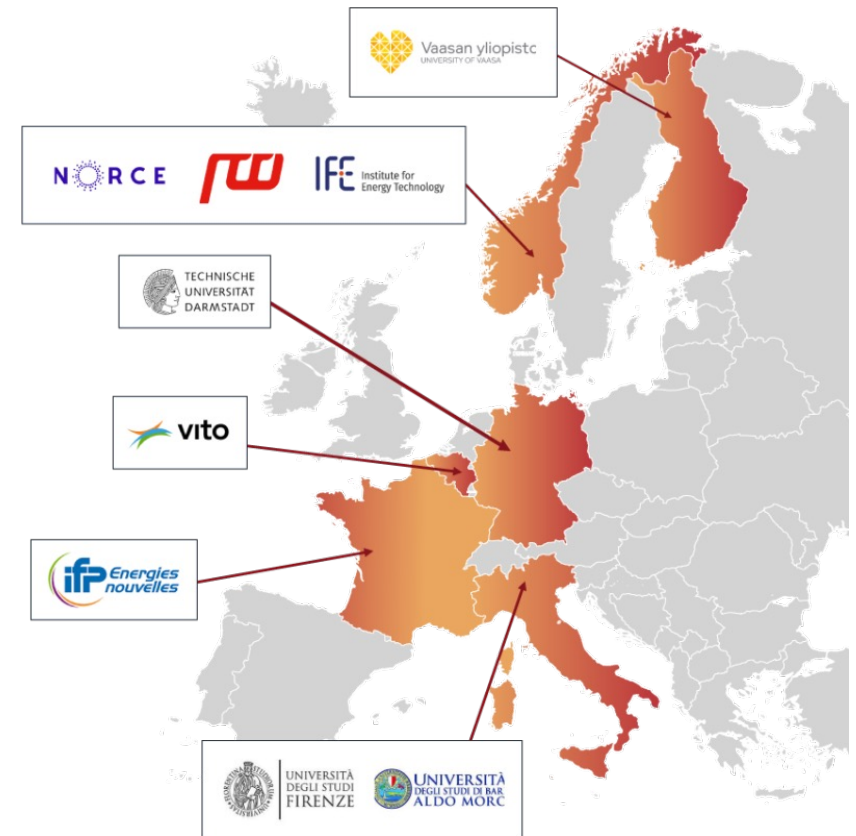 Vaasan yliopisto
UNIVERSITY OF VAASA
NORCE
IFE Institute for
Energy Technology
TECHNISCHE
UNIVERSITÄT
DARMSTADT
vito
ifp Energies
nouvelles
UNIVERSITÀ
DEGLI STUDI
FIRENZE
UNIVERSITÀ
DEGLI STUDI DI BAR
ALDO MORO